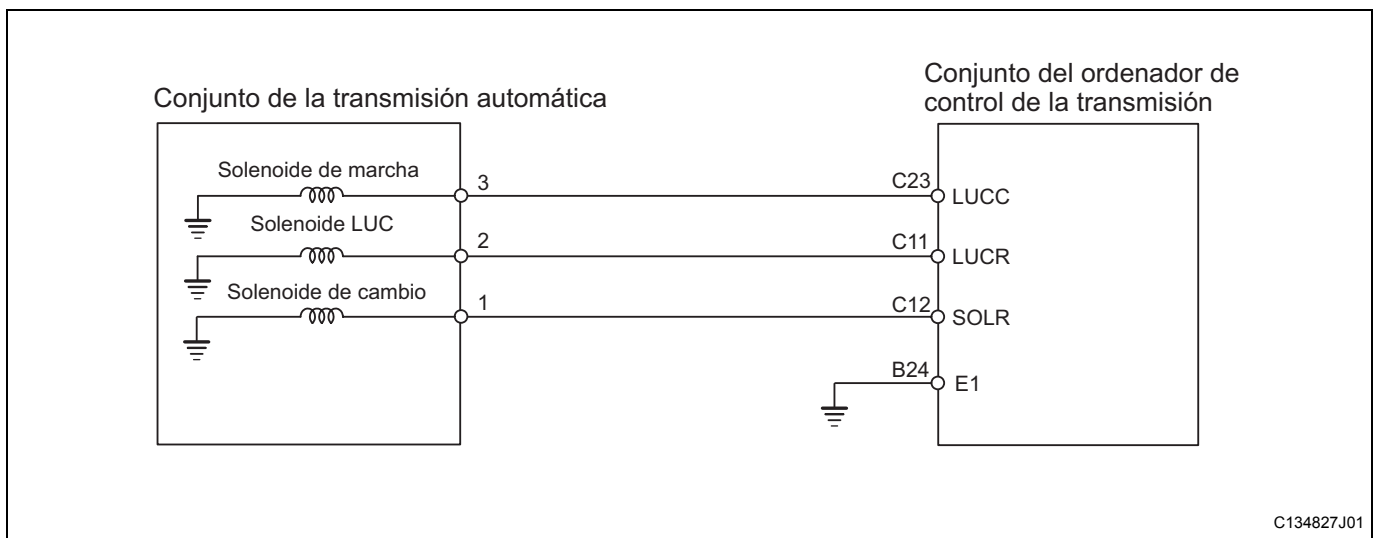 Conjunto de la transmisión automática
Conjunto del ordenador de
control de la transmisión
Solenoide de marcha
3
C23
LUCC
Solenoide LUC
2
C11
LUCR
Solenoide de cambio
1
C12
SOLR
B24
E1
C134827J01